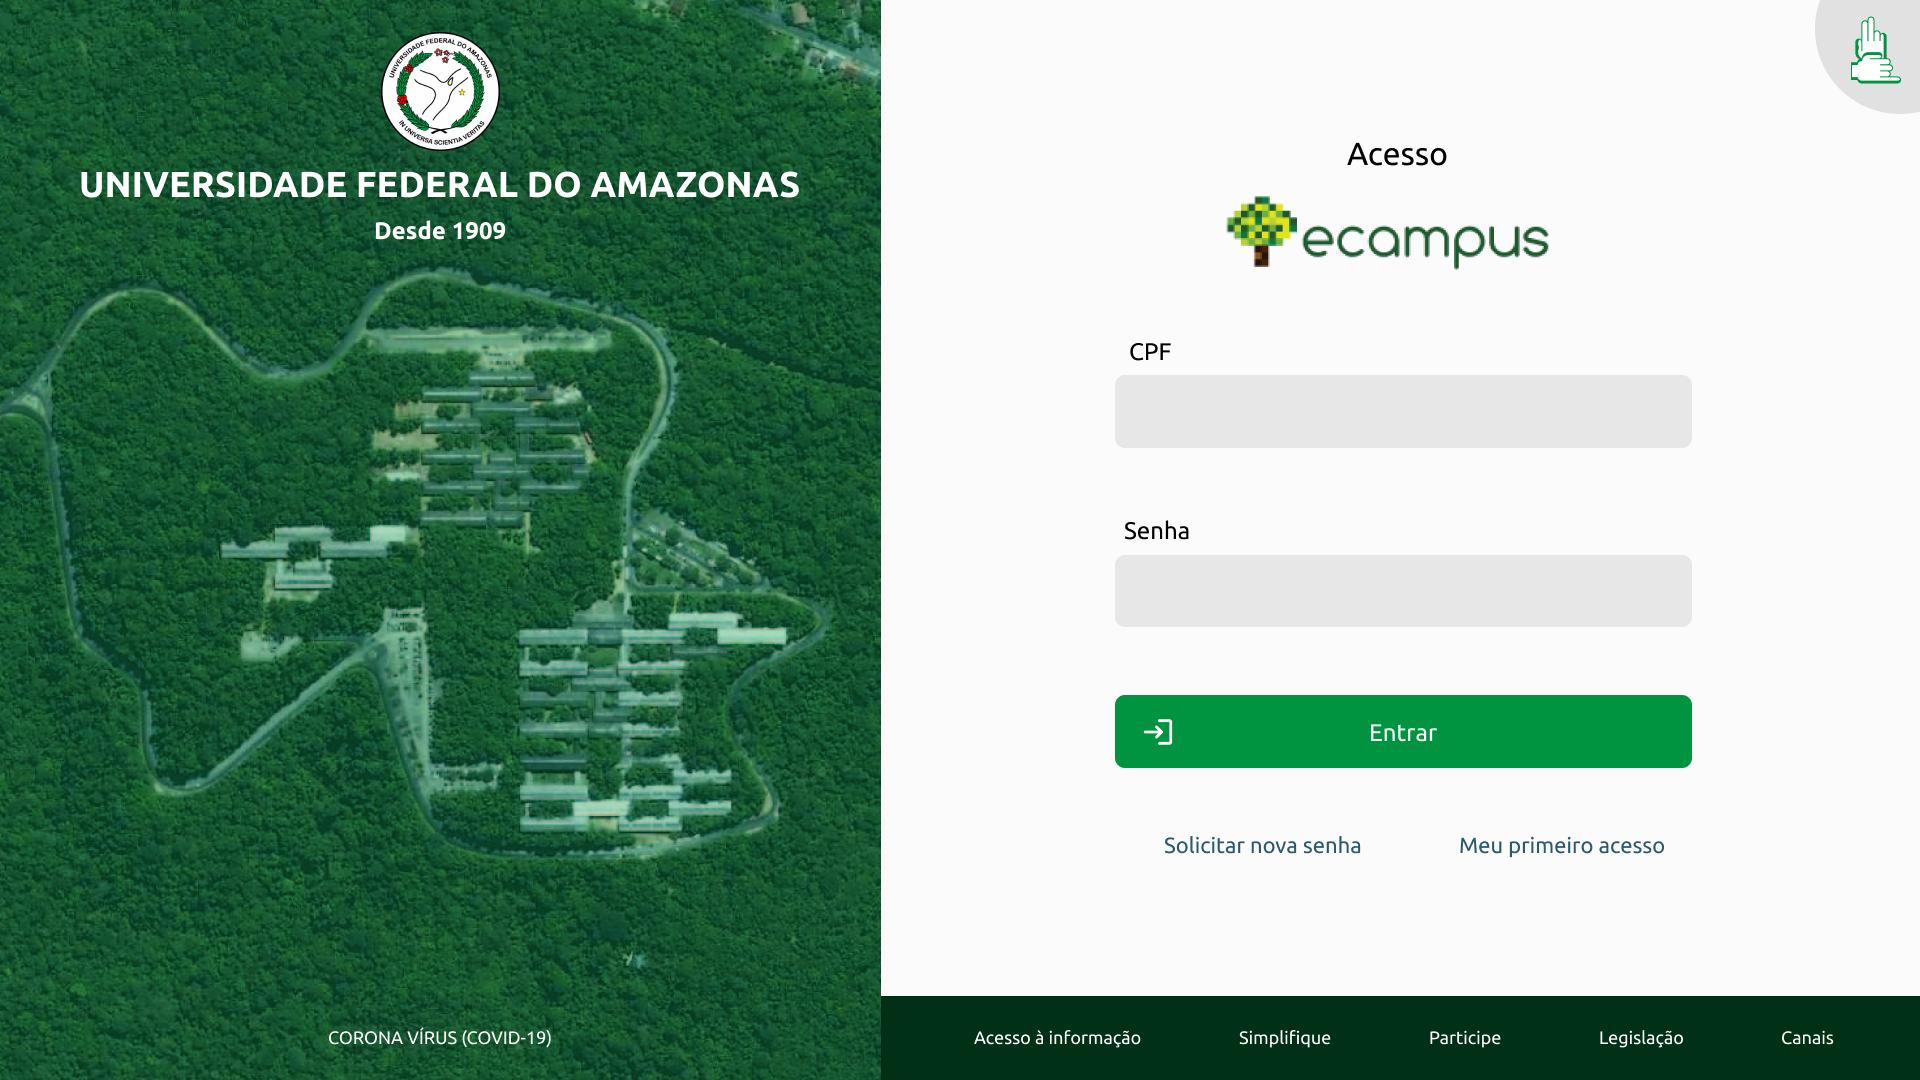 UNIVERSIDADE FEDERAL DO AMAZONAS
IN UNIVERSA SCIENTIA VERITAS
UNIVERSIDADE FEDERAL DO AMAZONAS
Desde 1909
CORONA VÍRUS (COVID-19)
Acesso
ecampus
CPF
Senha
Entrar
Solicitar nova senha
Meu primeiro acesso
Acesso à informação
Simplifique
Participe
Legislação
Canais